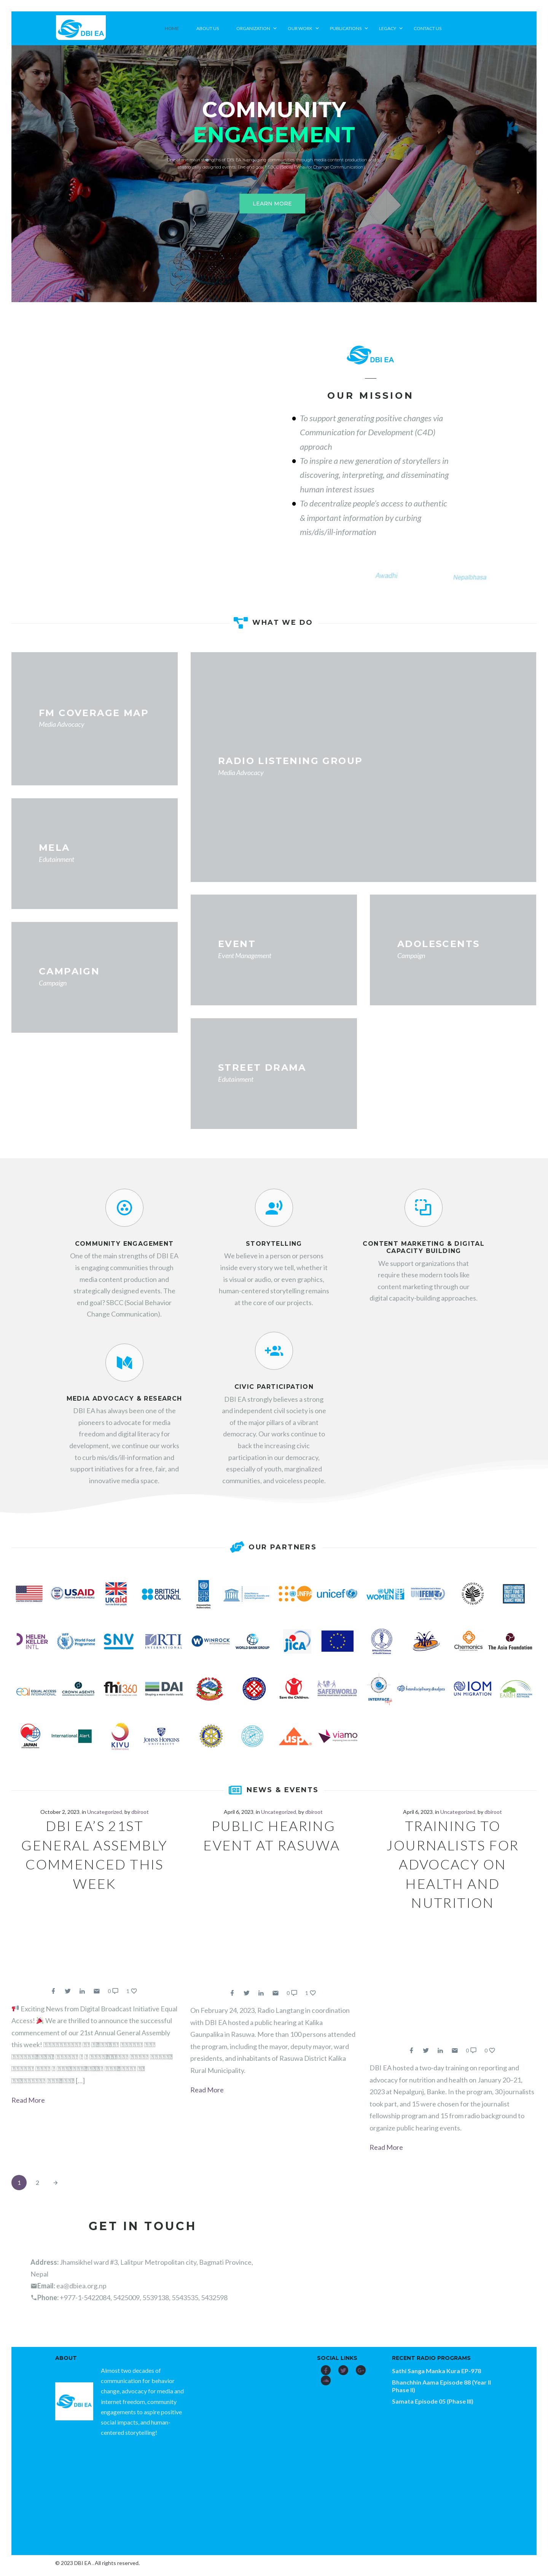 DBI EA
HOME ABOUT US ORGANIZATION OUR WORK PUBLICATIONS LEGACY CONTACT US
COMMUNITY
ENGAGEMENT
LEARN MORE
DBI EA
OUR MISSION
To support generating positive changes via
Communication for Development (C4D)
approach
To inspire a new generation of storytellers in
discovering, interpreting, and disseminating
human interest issues
To decentralize people's access to authentic
& important information by curbing
mis/dis/ill-information
Awadhi
Nepalbhasa
WHAT WE DO
FM COVERAGE MAP
Media Advocacy
RADIO LISTENING GROUP
Media Advocacy
MELA
Edutainment
EVENT
Event Management
ADOLESCENTS
Campaign
CAMPAIGN
Campaign
STREET DRAMA
Edutainment
COMMUNITY ENGAGEMENT
One of the main strengths of DBI EA
is engaging communities through
media content production and
strategically designed events. The
end goal? SBCC (Social Behavior
Change Communication).
STORYTELLING
We believe in a person or persons
inside every story we tell, whether it
is visual or audio, or even graphics,
human-centered storytelling remains
at the core of our projects.
CONTENT MARKETING & DIGITAL
CAPACITY BUILDING
We support organizations that
require these modern tools like
content marketing through our
digital capacity-building approaches.
MEDIA ADVOCACY & RESEARCH
DBI EA has always been one of the
pioneers to advocate for media
freedom and digital literacy for
development, we continue our works
to curb mis/dis/ill-information and
support initiatives for a free, fair, and
innovative media space.
CIVIC PARTICIPATION
DBI EA strongly believes a strong
and independent civil society is one
of the major pillars of a vibrant
democracy. Our works continue to
back the increasing civic
participation in our democracy,
especially of youth, marginalized
communities, and voiceless people.
OUR PARTNERS
USAID
UKaid
BRITISH COUNCIL
UNFPA
unicef
UN WOMEN
UNIFEM
HELEN KELLER INTL
World Food Programme
SNV
RTI INTERNATIONAL
WINROCK
WORLD BANK GROUP
JICA
Chemonics
The Asia Foundation
EQUAL ACCESS INTERNATIONAL
CROWN AGENTS
fhi360
DAI
Save the Children
SAFERWORLD
INTERPEACE
IOM
UN MIGRATION
JAPAN
International Alert
KIVU
JOHNS HOPKINS UNIVERSITY
USP
viamo
NEWS & EVENTS
October 2, 2023. in Uncategorized. by dbiroot
DBI EA'S 21ST
GENERAL ASSEMBLY
COMMENCED THIS
WEEK
0 1
Exciting News from Digital Broadcast Initiative Equal
Access! We are thrilled to announce the successful
commencement of our 21st Annual General Assembly
this week!
[…]
Read More
April 6, 2023. in Uncategorized. by dbiroot
PUBLIC HEARING
EVENT AT RASUWA
0 1
On February 24, 2023, Radio Langtang in coordination
with DBI EA hosted a public hearing at Kalika
Gaunpalika in Rasuwa. More than 100 persons attended
the program, including the mayor, deputy mayor, ward
presidents, and inhabitants of Rasuwa District Kalika
Rural Municipality.
Read More
April 6, 2023. in Uncategorized. by dbiroot
TRAINING TO
JOURNALISTS FOR
ADVOCACY ON
HEALTH AND
NUTRITION
0 0
DBI EA hosted a two-day training on reporting and
advocacy for nutrition and health on January 20–21,
2023 at Nepalgunj, Banke. In the program, 30 journalists
took part, and 15 were chosen for the journalist
fellowship program and 15 from radio background to
organize public hearing events.
Read More
1 2
GET IN TOUCH
Address: Jhamsikhel ward #3, Lalitpur Metropolitan city, Bagmati Province,
Nepal
Email: ea@dbiea.org.np
Phone: +977-1-5422084, 5425009, 5539138, 5543535, 5432598
ABOUT
DBI EA
Almost two decades of
communication for behavior
change, advocacy for media and
internet freedom, community
engagements to aspire positive
social impacts, and human-
centered storytelling!
SOCIAL LINKS
RECENT RADIO PROGRAMS
Sathi Sanga Manka Kura EP-978
Bhanchhin Aama Episode 88 (Year II
Phase II)
Samata Episode 05 (Phase III)
© 2023 DBI EA . All rights reserved.